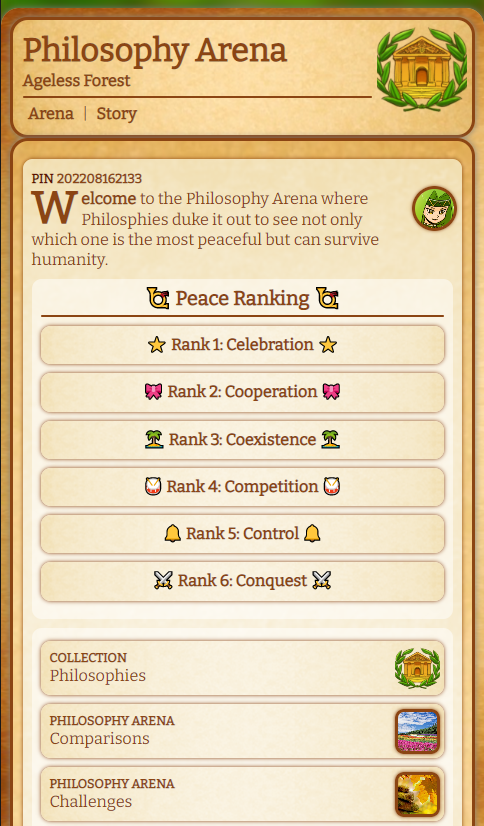 Philosophy Arena
Ageless Forest
Arena | Story
PIN 202208162133
Welcome to the Philosophy Arena where
Philosphies duke it out to see not only
which one is the most peaceful but can survive
humanity.
Peace Ranking
Rank 1: Celebration
Rank 2: Cooperation
Rank 3: Coexistence
Rank 4: Competition
Rank 5: Control
Rank 6: Conquest
COLLECTION
Philosophies
PHILOSOPHY ARENA
Comparisons
PHILOSOPHY ARENA
Challenges